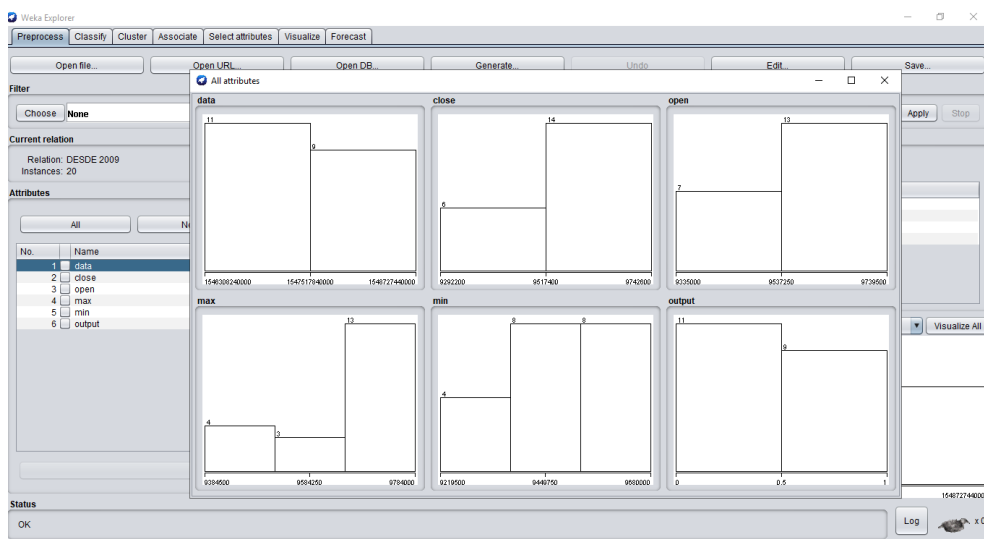 Weka Explorer
Preprocess Classify Cluster Associate Select attributes Visualize Forecast
Open file... Open URL... Open DB... Generate... Undo Edit... Save...
All attributes
Filter
Choose None
Apply Stop
Current relation
Relation: DESDE 2009
Instances: 20
Attributes
All
No. Name
1 data
2 close
3 open
4 max
5 min
6 output
data
11
9
1546308240000 1547517840000 1548727440000
close
14
6
9292200 9517400 9742600
open
13
7
9335000 9537250 9739500
max
13
4
3
9384500 9584250 9784000
min
8 8
4
9219500 9449750 9680000
output
11
9
0 0.5 1
Visualize All
Status
OK
Log